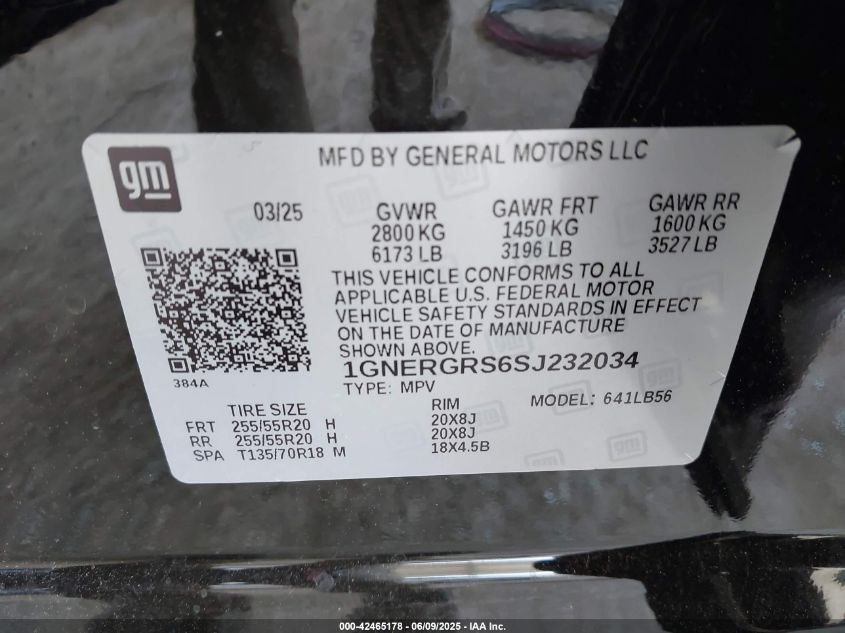 MFD BY GENERAL MOTORS LLC
gm
03/25 GVWR GAWR FRT GAWR RR
2800 KG 1450 KG 1600 KG
6173 LB 3196 LB 3527 LB
THIS VEHICLE CONFORMS TO ALL
APPLICABLE U.S. FEDERAL MOTOR
VEHICLE SAFETY STANDARDS IN EFFECT
ON THE DATE OF MANUFACTURE
SHOWN ABOVE.
1GNERGRS6SJ232034
384A
TYPE: MPV MODEL: 641LB56
TIRE SIZE RIM
FRT 255/55R20 H 20X8J
RR 255/55R20 H 20X8J
SPA T135/70R18 M 18X4.5B
000-42465178 - 06/09/2025 - IAA Inc.